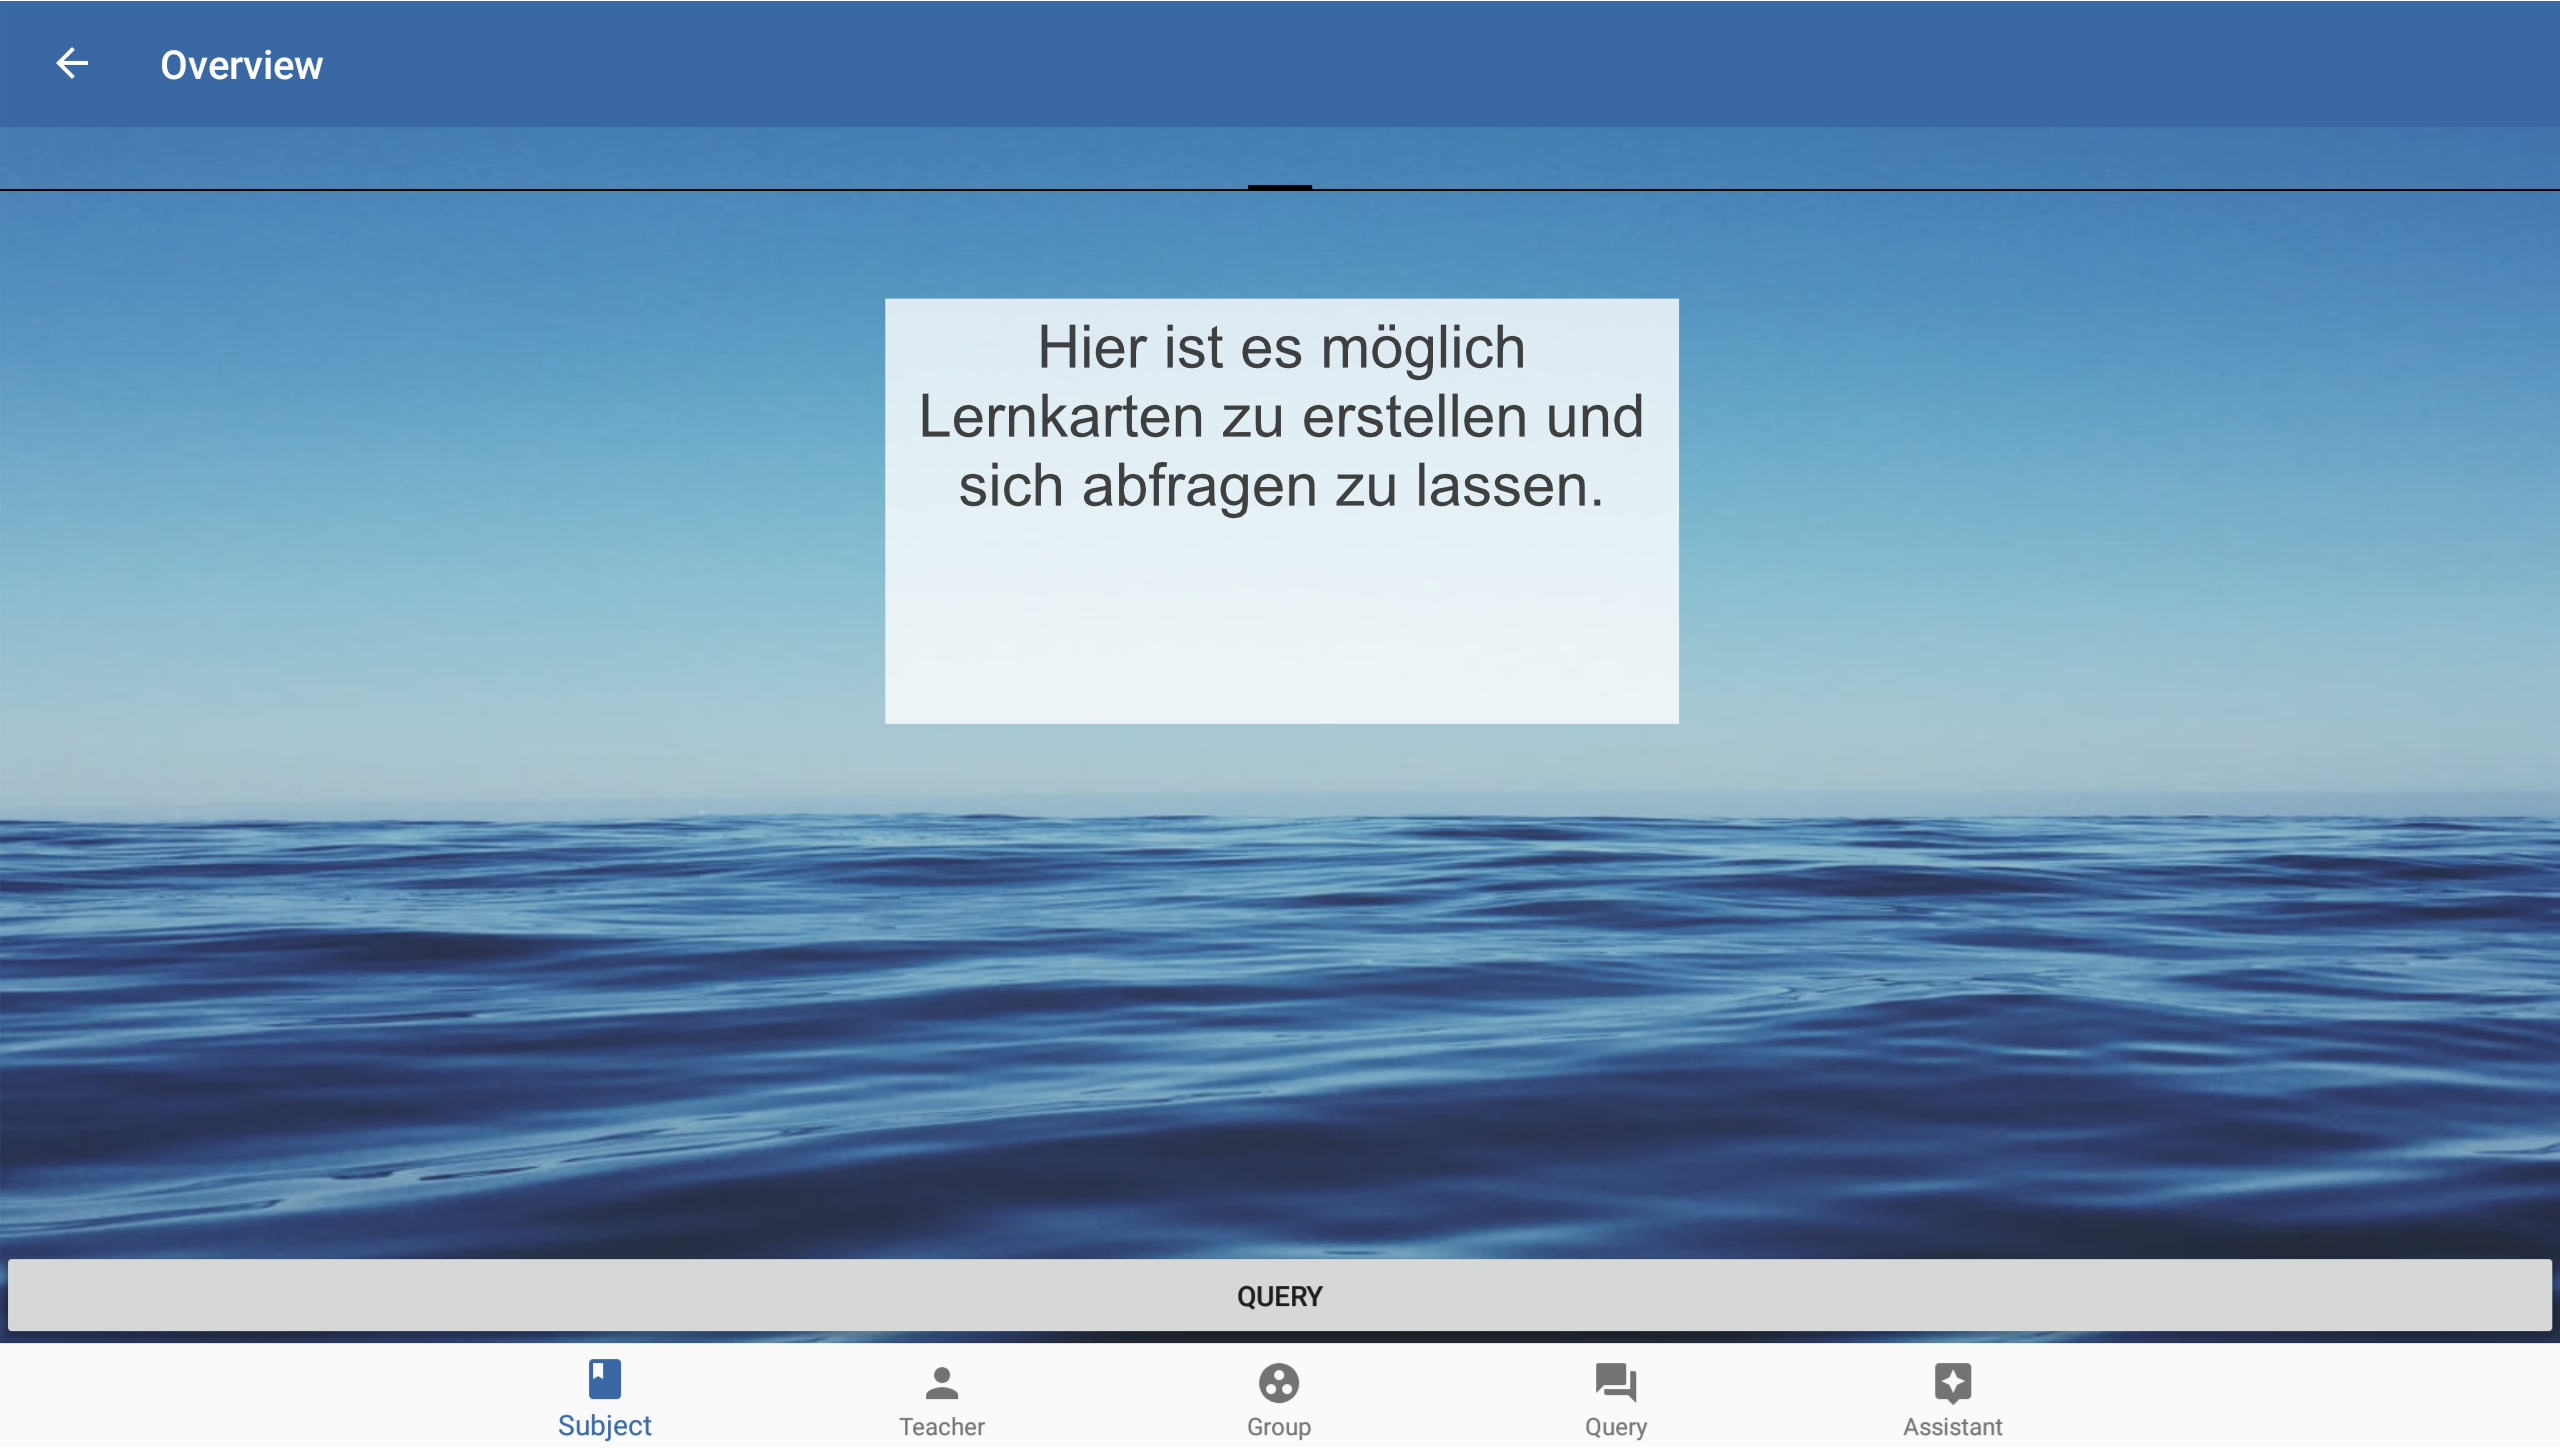 Overview
Hier ist es möglich
Lernkarten zu erstellen und
sich abfragen zu lassen.
QUERY
Subject
Teacher
Group
Query
Assistant